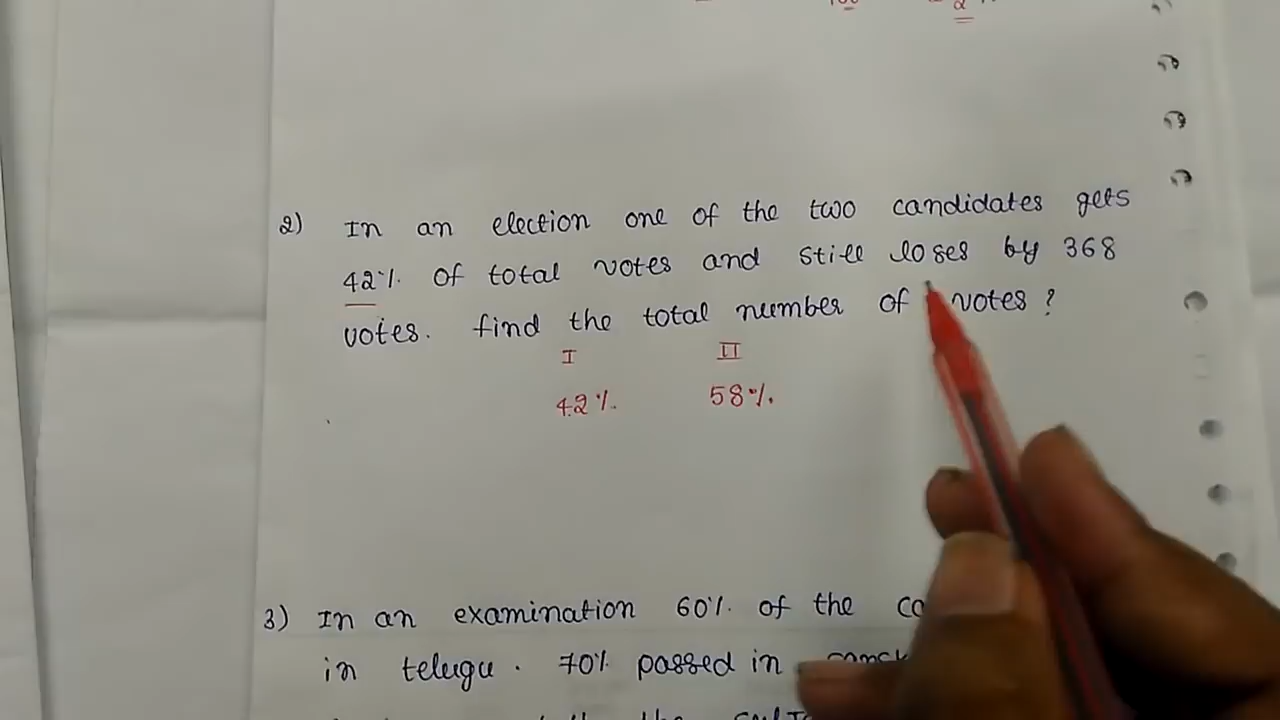 2) In an election one of the two candidates gets
42%. of total votes and still loses by 368
votes. find the total number of votes?
I II
42%. 58%.
3) In an examination 60%. of the
in telugu. 70% passed in